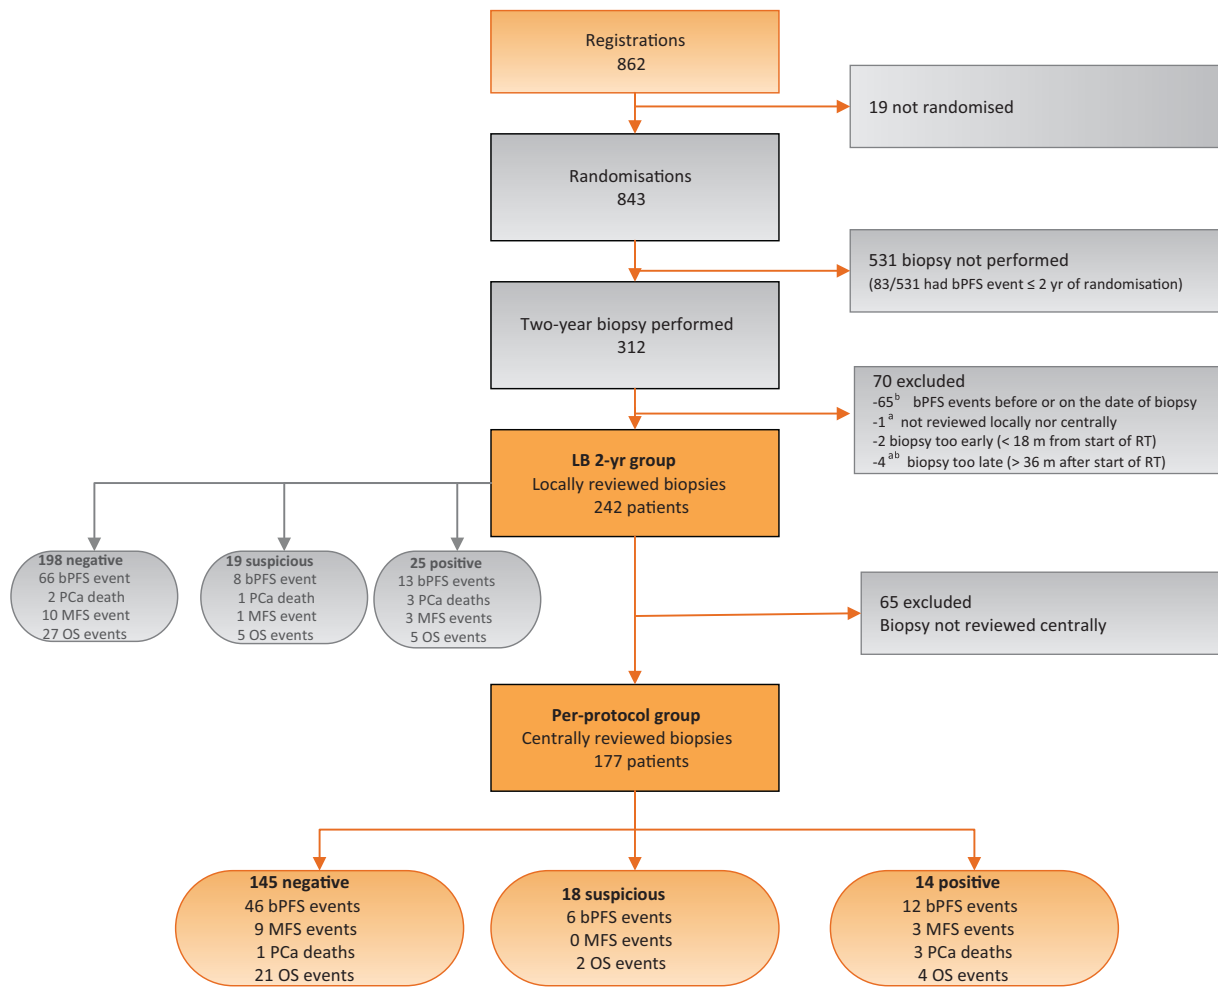 Registrations
862
19 not randomised
Randomisations
843
531 biopsy not performed
(83/531 had bPFS event ≤ 2 yr of randomisation)
Two-year biopsy performed
312
70 excluded
-65b bPFS events before or on the date of biopsy
-1a not reviewed locally nor centrally
-2 biopsy too early (< 18 m from start of RT)
-4ab biopsy too late (> 36 m after start of RT)
LB 2-yr group
Locally reviewed biopsies
242 patients
198 negative
66 bPFS event
2 PCa death
10 MFS event
27 OS events
19 suspicious
8 bPFS event
1 PCa death
1 MFS event
5 OS events
25 positive
13 bPFS events
3 PCa deaths
3 MFS events
5 OS events
65 excluded
Biopsy not reviewed centrally
Per-protocol group
Centrally reviewed biopsies
177 patients
145 negative
46 bPFS events
9 MFS events
1 PCa deaths
21 OS events
18 suspicious
6 bPFS events
0 MFS events
2 OS events
14 positive
12 bPFS events
3 MFS events
3 PCa deaths
4 OS events